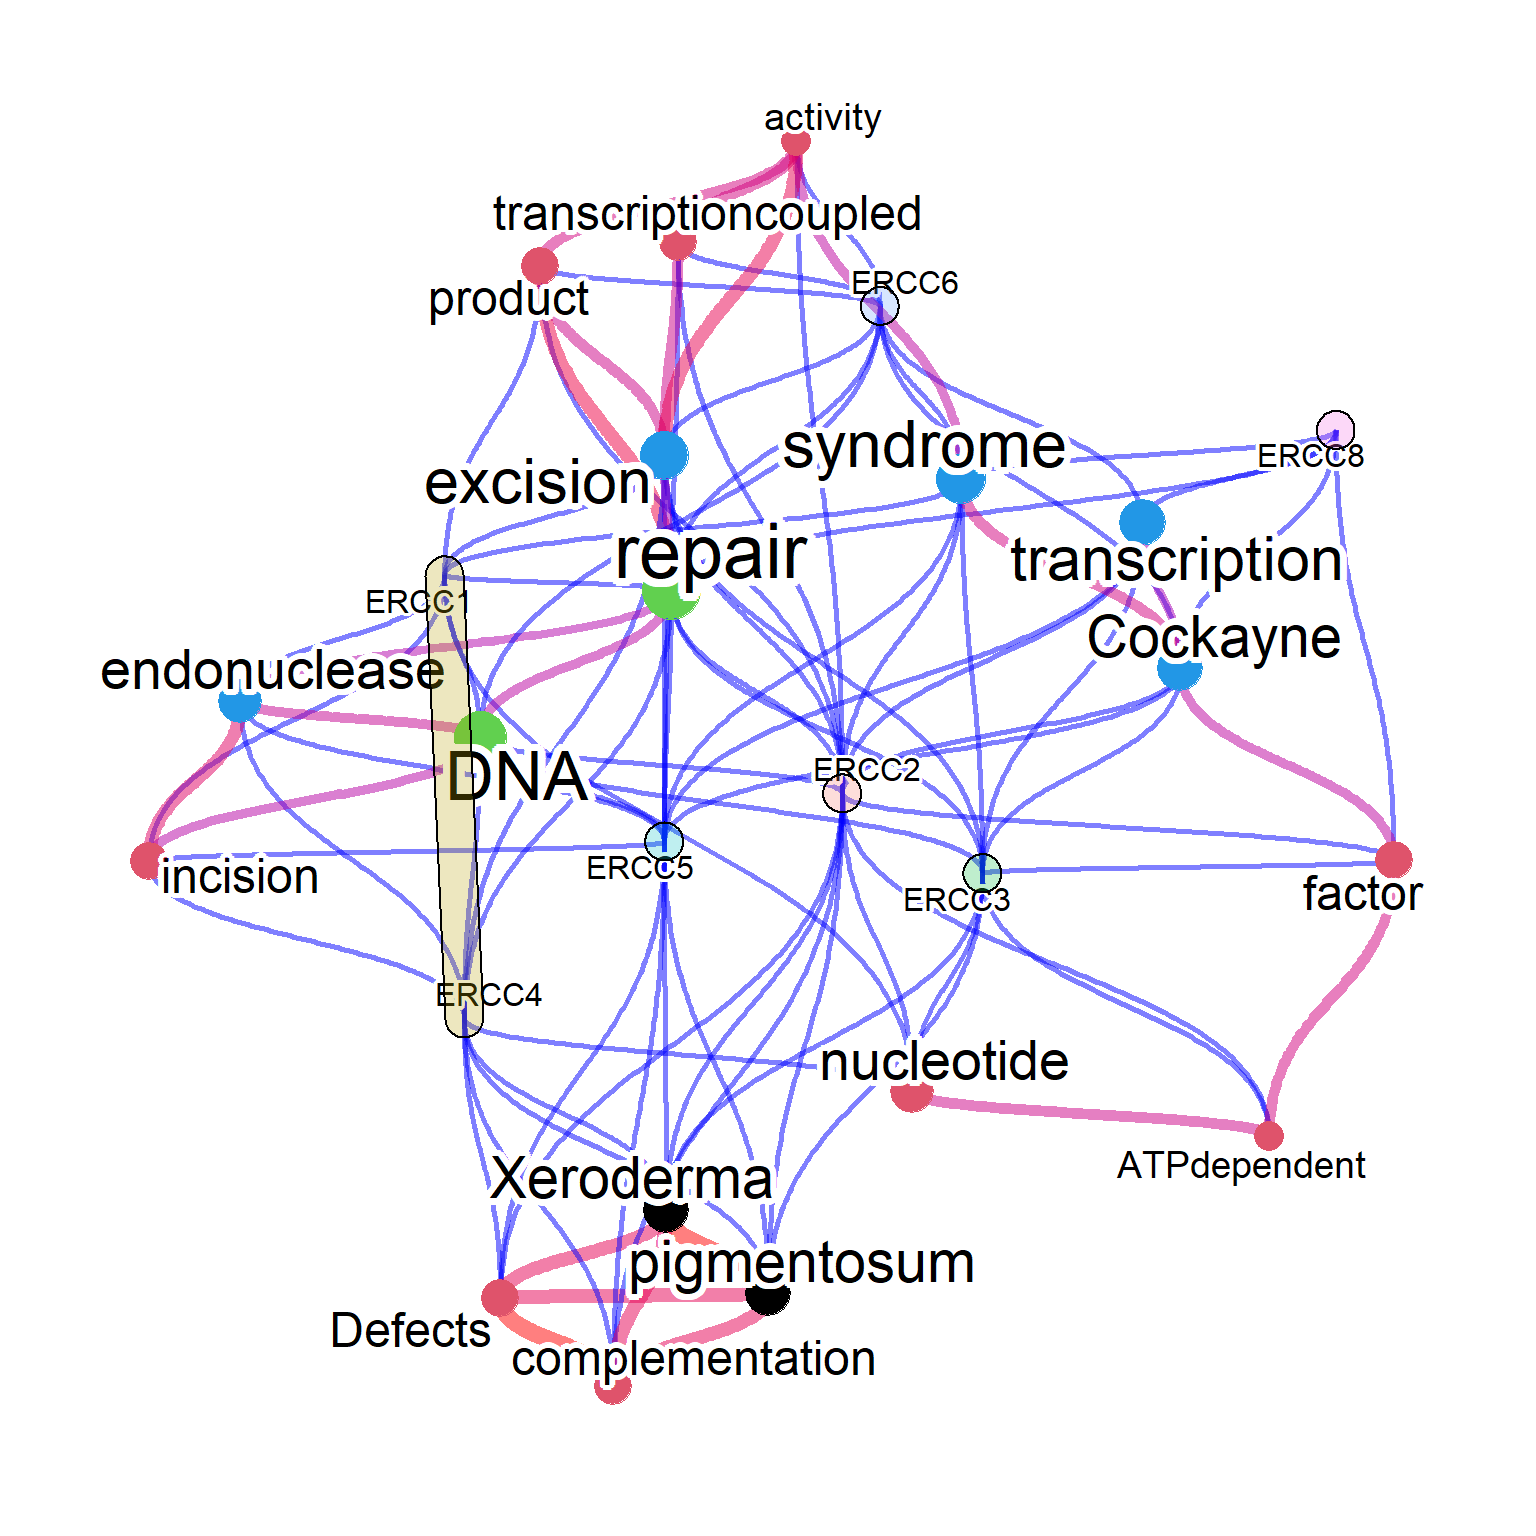 activity
transcriptioncoupled
ERCC6
product
syndrome
ERCC8
excision
repair
transcription
ERCC1
Cockayne
endonuclease
ERCC2
DNA
ERCC5
incision
ERCC3
factor
ERCC4
nucleotide
ATPdependent
Xeroderma
pigmentosum
Defects
complementation